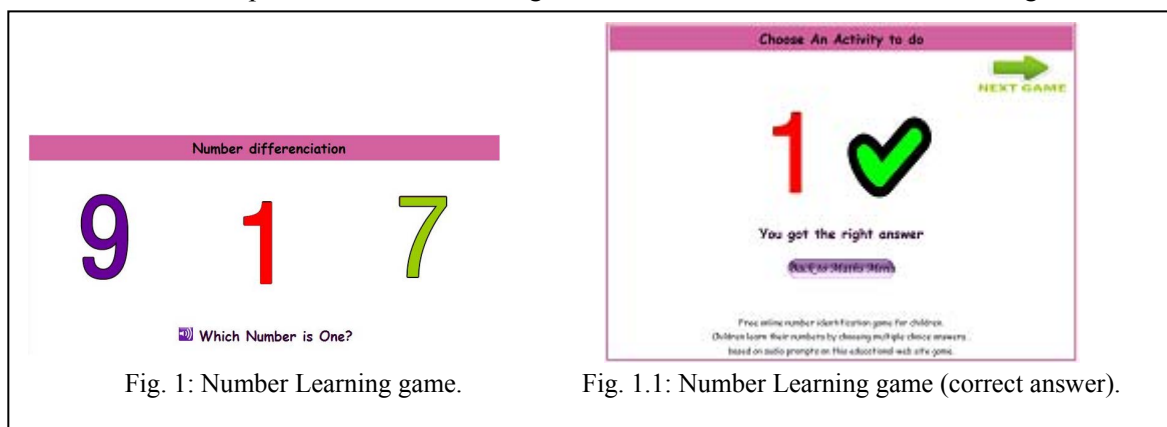 Number differenciation
9 1 7
Which Number is One?
Fig. 1: Number Learning game.
Choose An Activity to do
NEXT GAME
1
You got the right answer
Back to Maths Menu
Free online number identification game for children.
Children learn their numbers by choosing multiple choice answers
based on audio prompts on this educational web site game.
Fig. 1.1: Number Learning game (correct answer).